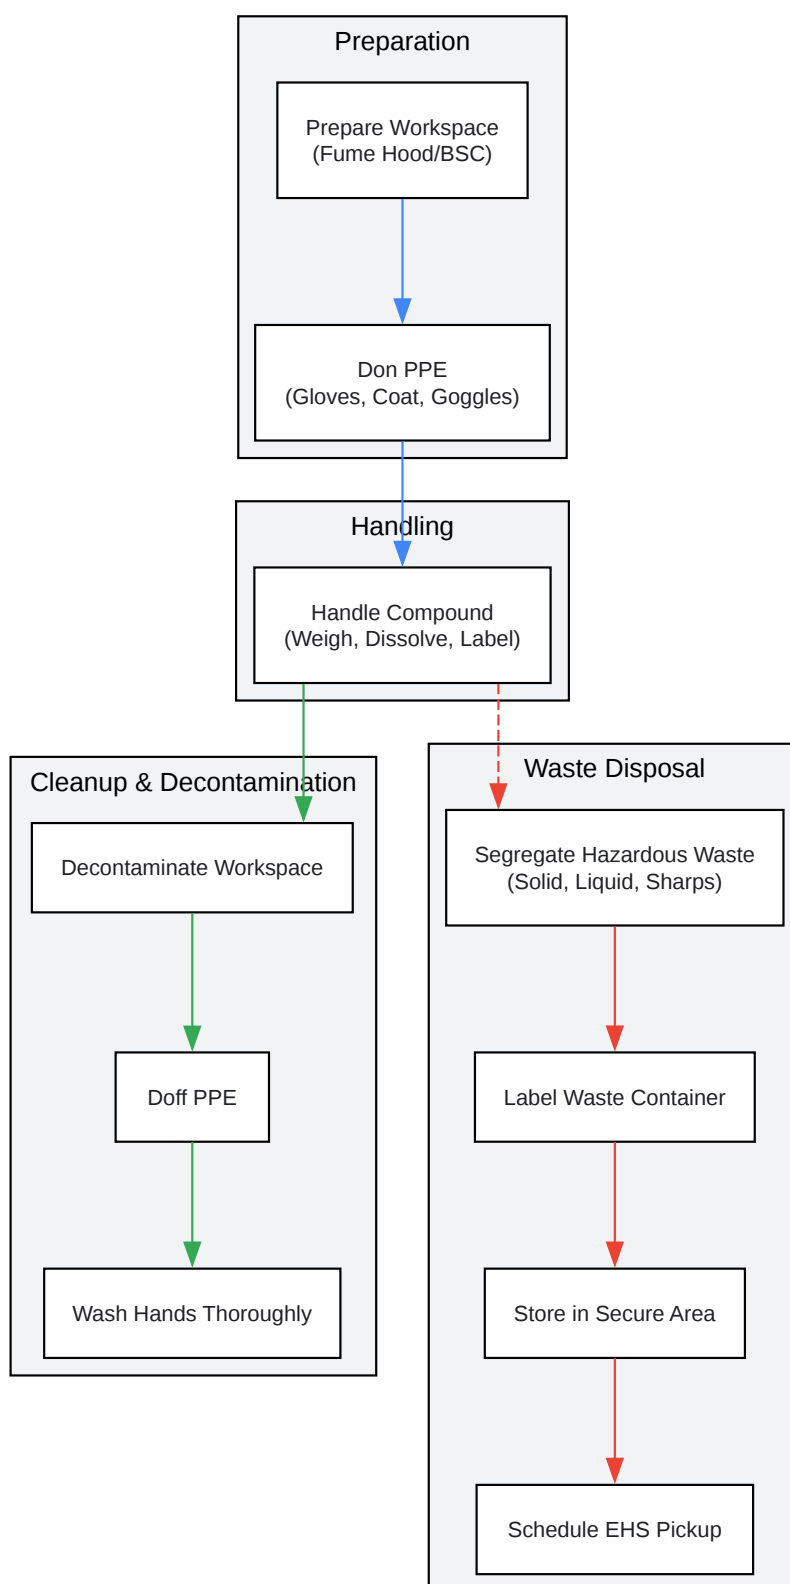 Preparation
Prepare Workspace
(Fume Hood/BSC)
Don PPE
(Gloves, Coat, Goggles)
Handling
Handle Compound
(Weigh, Dissolve, Label)
Cleanup & Decontamination
Decontaminate Workspace
Doff PPE
Wash Hands Thoroughly
Waste Disposal
Segregate Hazardous Waste
(Solid, Liquid, Sharps)
Label Waste Container
Store in Secure Area
Schedule EHS Pickup